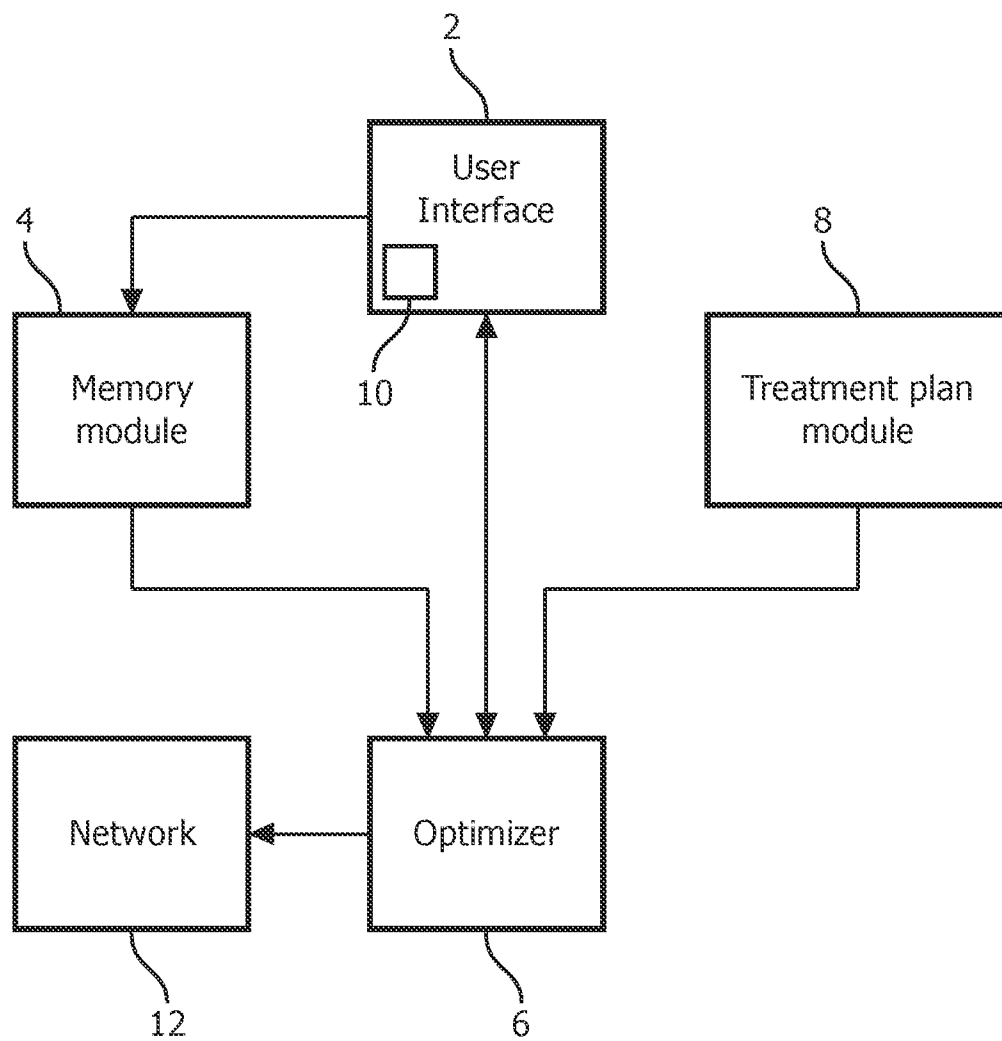 2
User
Interface
4
8
10
Memory
module
Treatment plan
module
Network
Optimizer
12
6